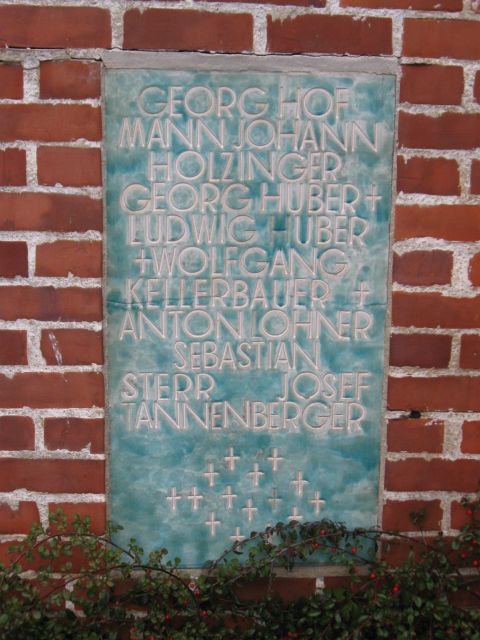 GEORG HOF
MANN JOHANN
HOLZINGER
GEORG HUBER +
LUDWIG HUBER
+ WOLFGANG
KELLERBAUER +
ANTON LOHNER
SEBASTIAN
STERR JOSEF
TANNENBERGER